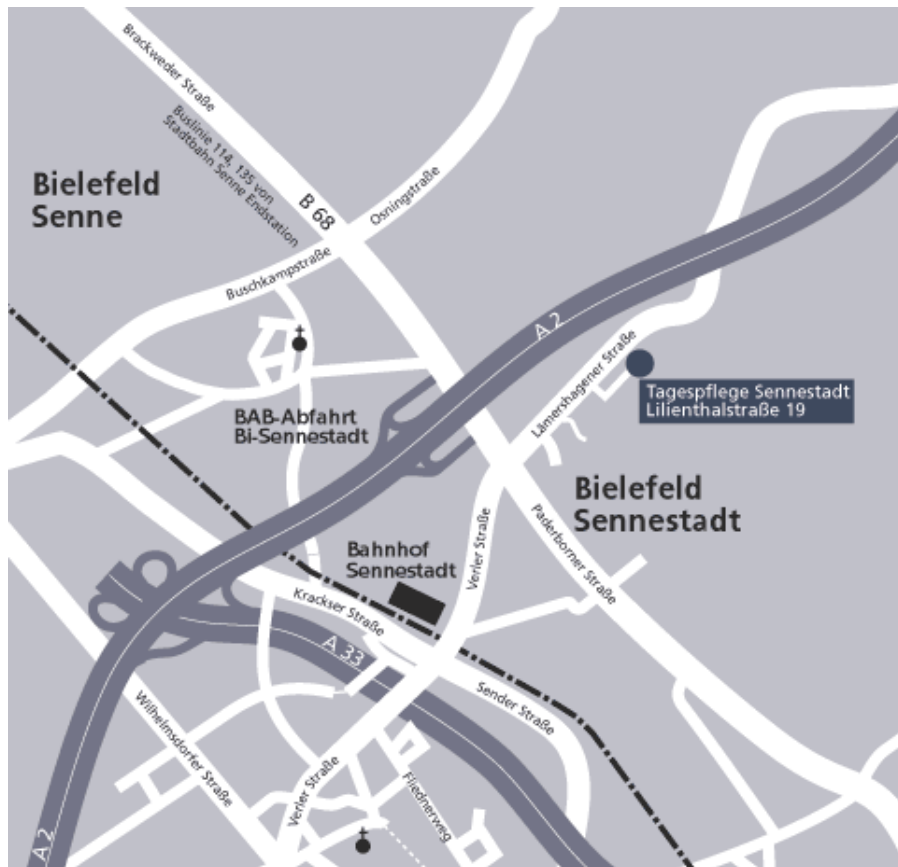 Brackweder Straße
Buslinie 114, 135 von
Stadtbahn Senne Endstation
Bielefeld
Senne
B 68
Osningstraße
Buschkampstraße
A 2
Lämershagener Straße
Tagespflege Sennestadt
Lilienthalstraße 19
BAB-Abfahrt
Bi-Sennestadt
Bielefeld
Sennestadt
Paderborner Straße
Verler Straße
Bahnhof
Sennestadt
Krackser Straße
A 33
Sender Straße
Wilhelmsdorfer Straße
Verler Straße
Fliednerweg
A 2